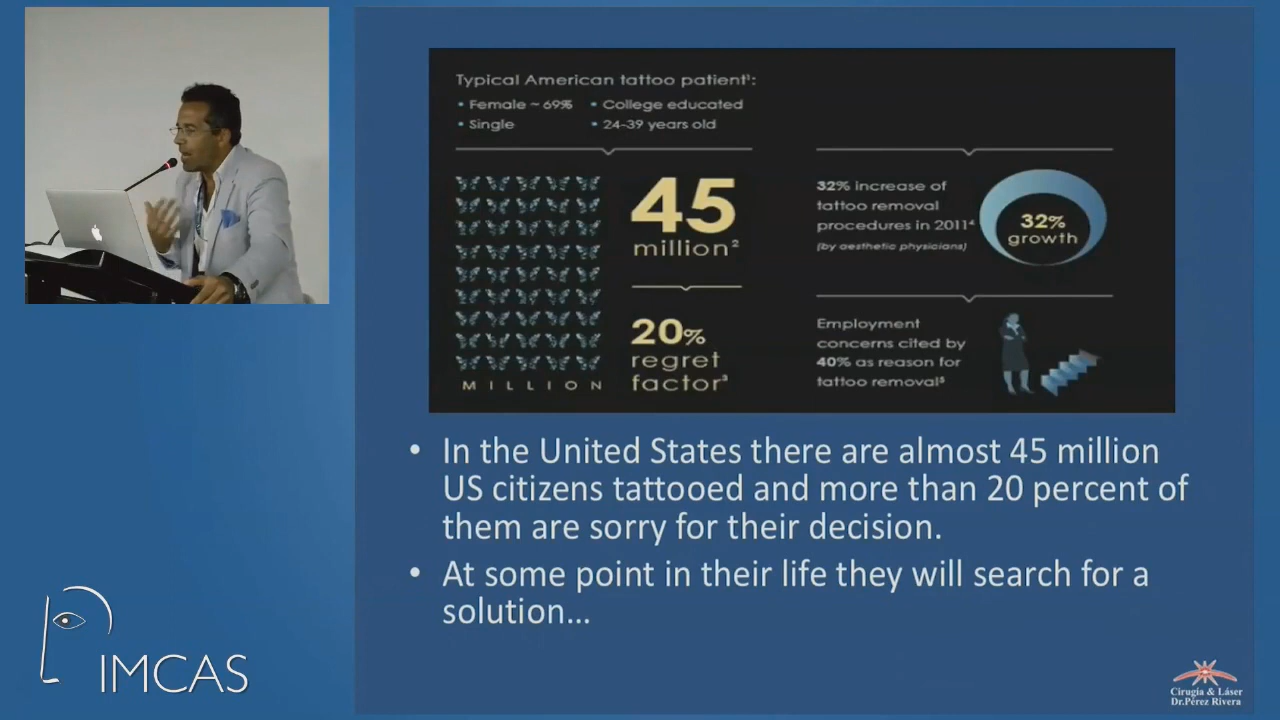 Typical American tattoo patient¹:
• Female ~ 69% • College educated
• Single • 24-39 years old
45
million²
MILLION
20%
regret
factor³
32% increase of
tattoo removal
procedures in 2011⁴
(by aesthetic physicians)
32%
growth
Employment
concerns cited by
40% as reason for
tattoo removal⁵
• In the United States there are almost 45 million
US citizens tattooed and more than 20 percent of
them are sorry for their decision.
• At some point in their life they will search for a
solution...
IMCAS
Cirugía & Láser
Dr.Pérez Rivera